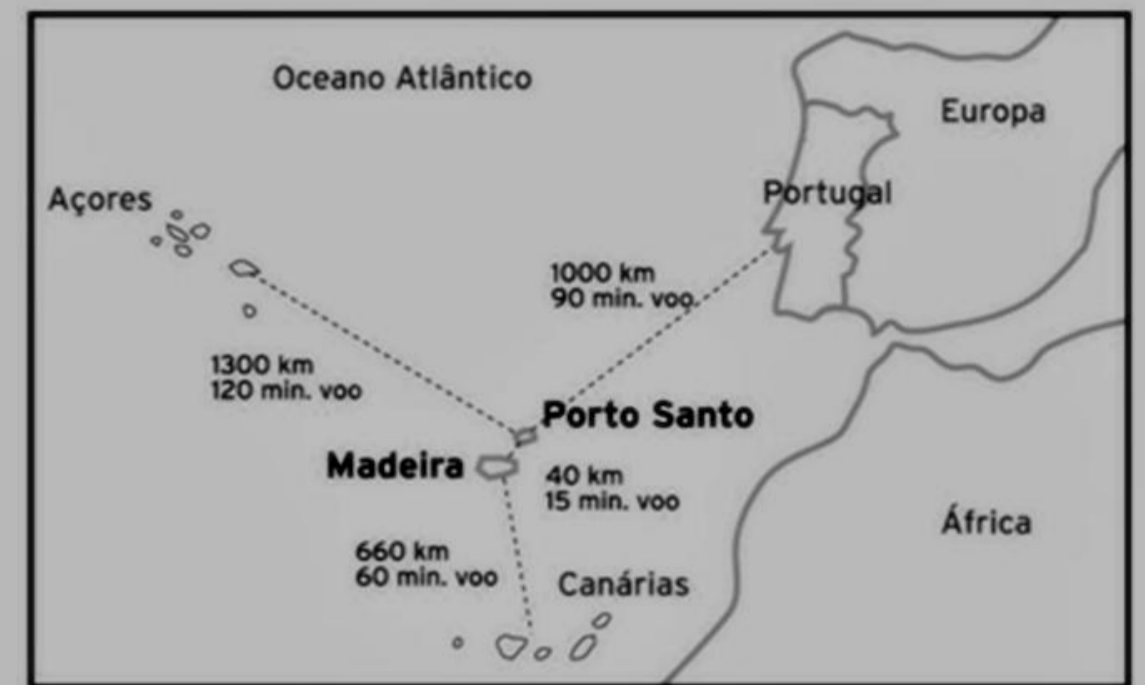 Oceano Atlântico
Europa
Açores
Portugal
1000 km
90 min. voo
1300 km
120 min. voo
Porto Santo
Madeira
40 km
15 min. voo
África
660 km
60 min. voo
Canárias